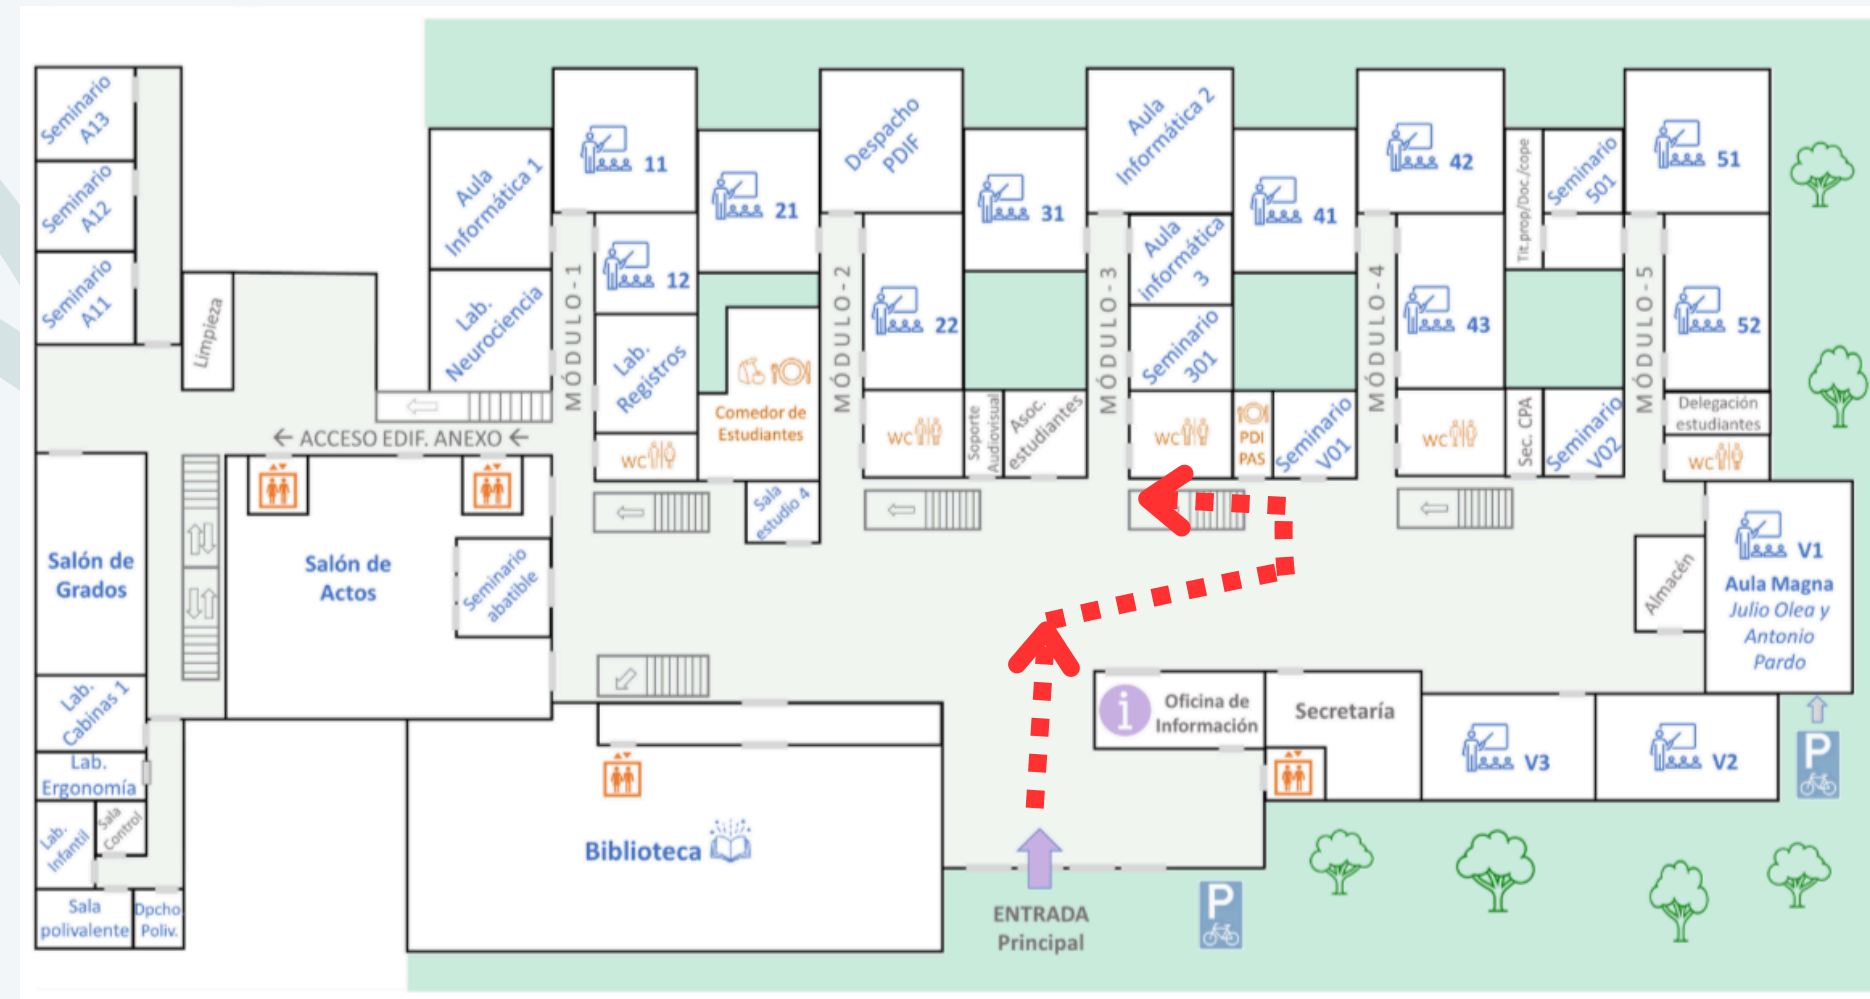 Seminario
A13
Seminario
A12
Seminario
A11
Limpieza
Aula
Informática 1
Lab.
Neurociencia
MÓDULO-1
11
12
Lab.
Registros
WC
21
Comedor de
Estudiantes
Sala
estudio 4
MÓDULO-2
Despacho
PDIF
22
WC
31
Soporte
Audiovisual
Asoc.
estudiantes
MÓDULO-3
Aula
Informática 2
Aula
informática
3
Seminario
301
WC
41
PDI
PAS
Seminario
V01
MÓDULO-4
42
43
WC
Tit.prop/Doc./cope
Seminario
501
Sec. CPA
Seminario
V02
MÓDULO-5
51
52
Delegación
estudiantes
WC
← ACCESO EDIF. ANEXO ←
Salón de
Grados
Salón de
Actos
Seminario
abatible
Almacén
V1
Aula Magna
Julio Olea y
Antonio
Pardo
Lab.
Cabinas 1
Lab.
Ergonomía
Lab.
Infantil
Sala
Control
Sala
polivalente
Dpcho.
Poliv.
Biblioteca
i
Oficina de
Información
Secretaría
V3
V2
P
ENTRADA
Principal
P